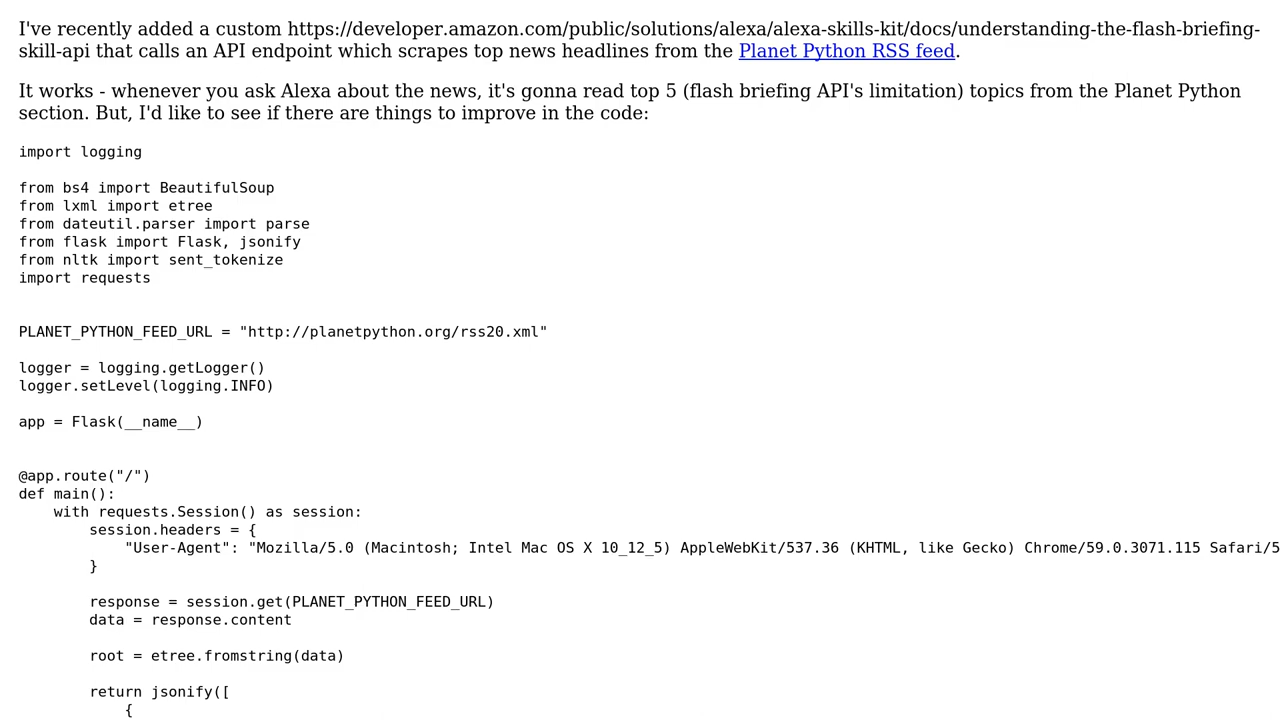 I've recently added a custom https://developer.amazon.com/public/solutions/alexa/alexa-skills-kit/docs/understanding-the-flash-briefing-
skill-api that calls an API endpoint which scrapes top news headlines from the Planet Python RSS feed.
It works - whenever you ask Alexa about the news, it's gonna read top 5 (flash briefing API's limitation) topics from the Planet Python
section. But, I'd like to see if there are things to improve in the code:
import logging
from bs4 import BeautifulSoup
from lxml import etree
from dateutil.parser import parse
from flask import Flask, jsonify
from nltk import sent_tokenize
import requests
PLANET_PYTHON_FEED_URL = "http://planetpython.org/rss20.xml"
logger = logging.getLogger()
logger.setLevel(logging.INFO)
app = Flask(__name__)
@app.route("/")
def main():
    with requests.Session() as session:
        session.headers = {
            "User-Agent": "Mozilla/5.0 (Macintosh; Intel Mac OS X 10_12_5) AppleWebKit/537.36 (KHTML, like Gecko) Chrome/59.0.3071.115 Safari/5
        }
        response = session.get(PLANET_PYTHON_FEED_URL)
        data = response.content
        root = etree.fromstring(data)
        return jsonify([
            {